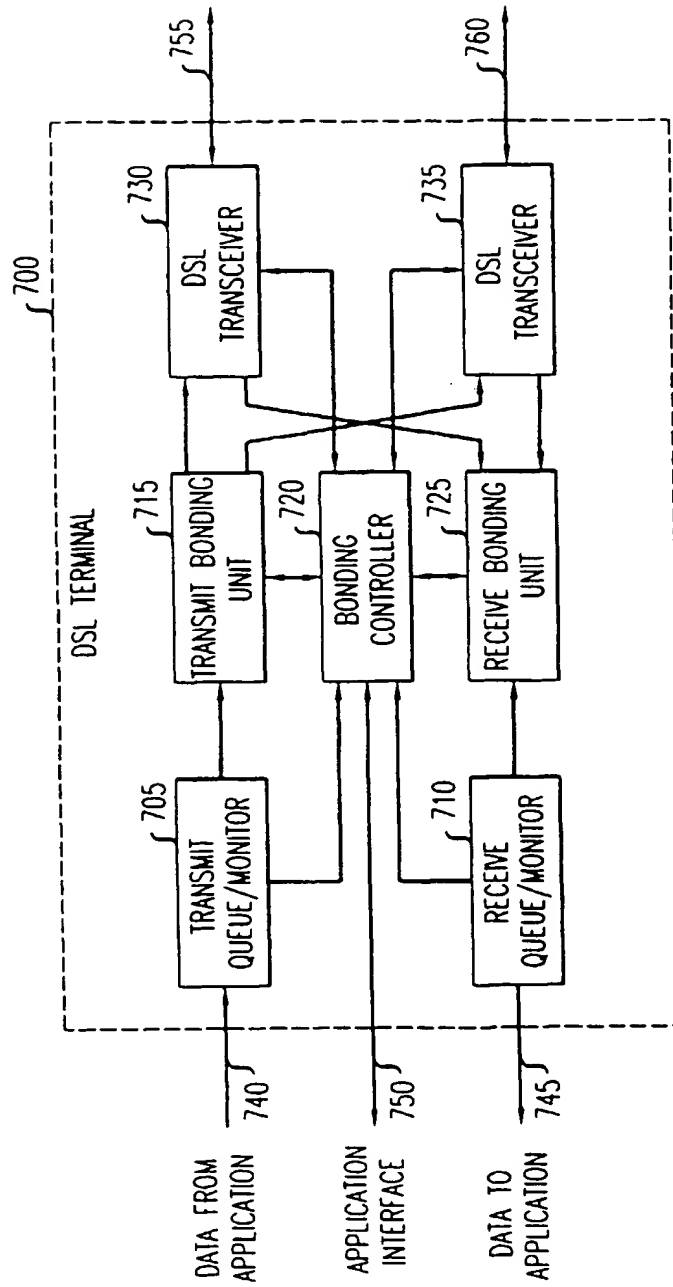 700
DSL TERMINAL
755
760
730
DSL
TRANSCEIVER
735
DSL
TRANSCEIVER
715
TRANSMIT BONDING
UNIT
720
BONDING
CONTROLLER
725
RECEIVE BONDING
UNIT
705
TRANSMIT
QUEUE/MONITOR
710
RECEIVE
QUEUE/MONITOR
740
750
745
DATA FROM
APPLICATION
APPLICATION
INTERFACE
DATA TO
APPLICATION